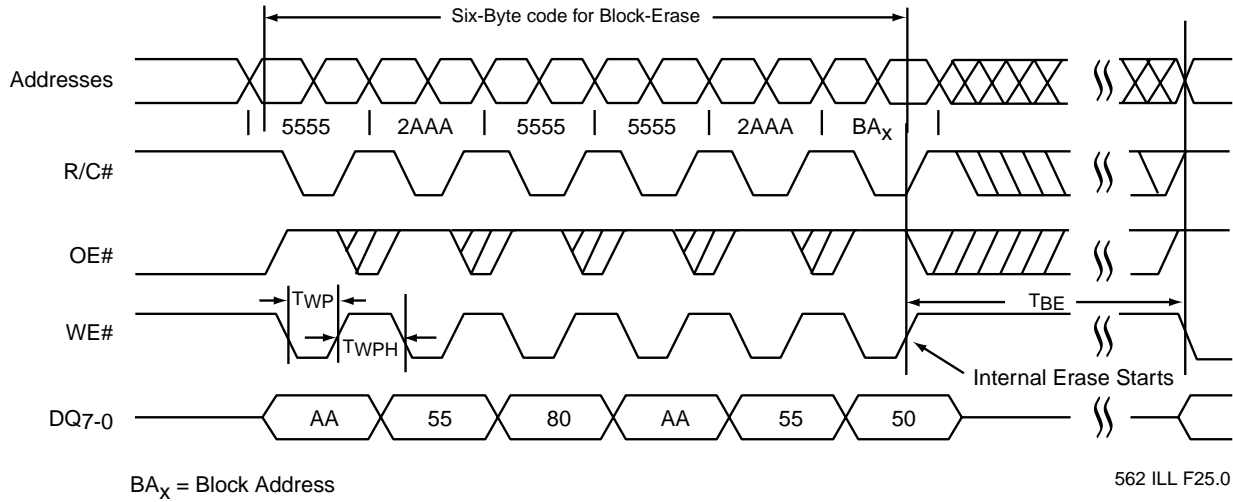 Six-Byte code for Block-Erase
Addresses
5555 2AAA 5555 5555 2AAA BAX
R/C#
OE#
TWP
TBE
WE#
TWPH
Internal Erase Starts
DQ7-0 AA 55 80 AA 55 50
BAX = Block Address
562 ILL F25.0